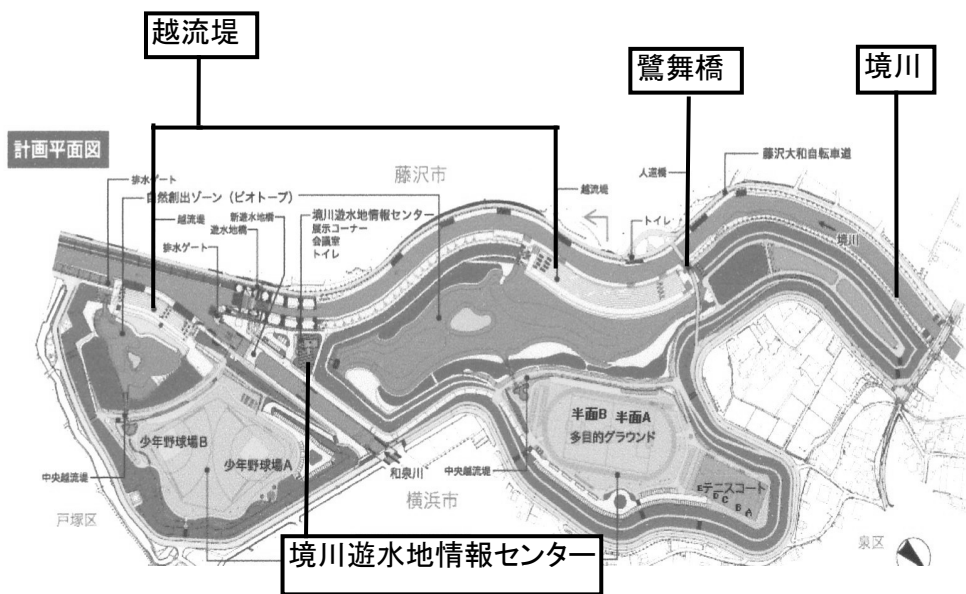 越流堤
鷺舞橋
境川
計画平面図
藤沢市
藤沢大和自転車道
人道橋
排水ゲート
自然創出ゾーン（ビオトープ）
越流堤
新遊水地橋
遊水地橋
排水ゲート
境川遊水地情報センター
展示コーナー
会議室
トイレ
越流堤
トイレ
境川
半面B 半面A
多目的グラウンド
少年野球場B
少年野球場A
中央越流堤
和泉川
横浜市
中央越流堤
テニスコート
E D C B A
戸塚区
泉区
境川遊水地情報センター